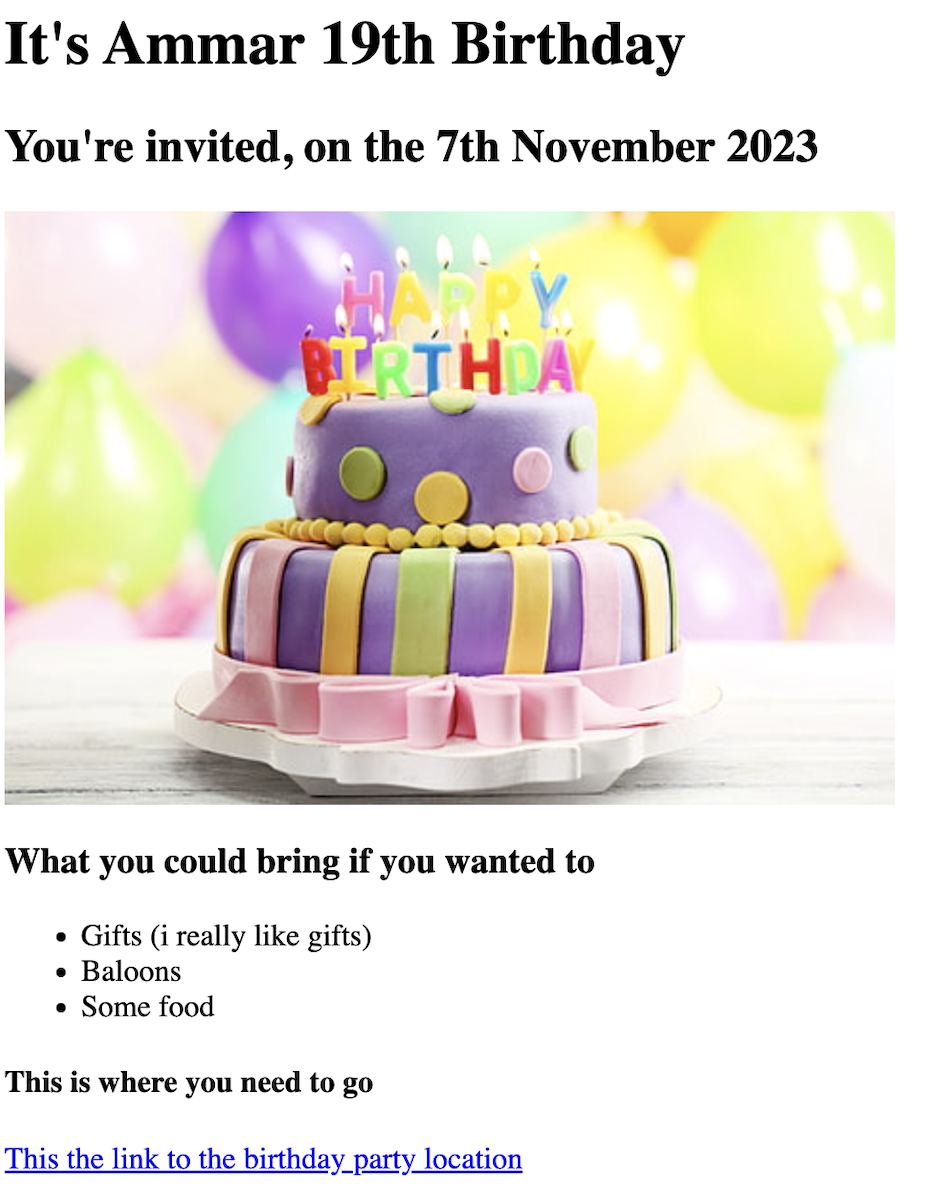 It's Ammar 19th Birthday
You're invited, on the 7th November 2023
HAPPY
BIRTHDAY
What you could bring if you wanted to
Gifts (i really like gifts)
Baloons
Some food
This is where you need to go
This the link to the birthday party location